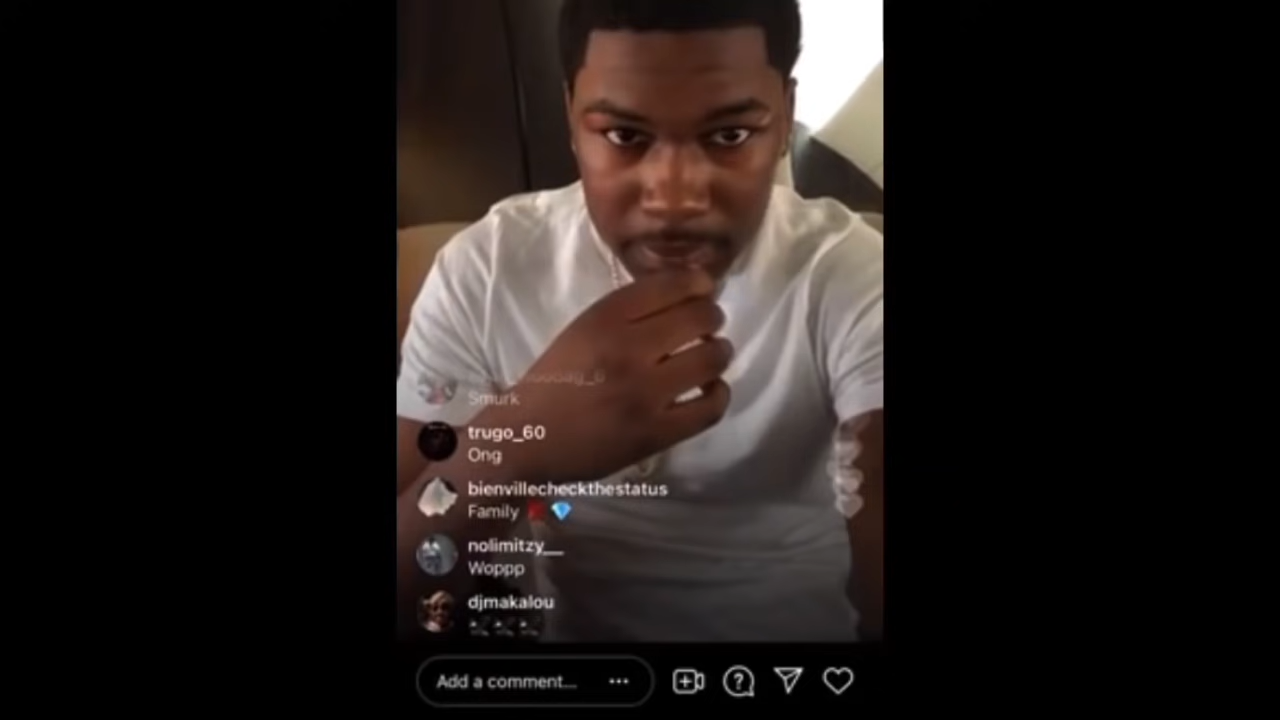 Smurk
trugo_60
Ong
bienvillecheckthestatus
Family
nolimitzy__
Woppp
djmakalou
Add a comment...